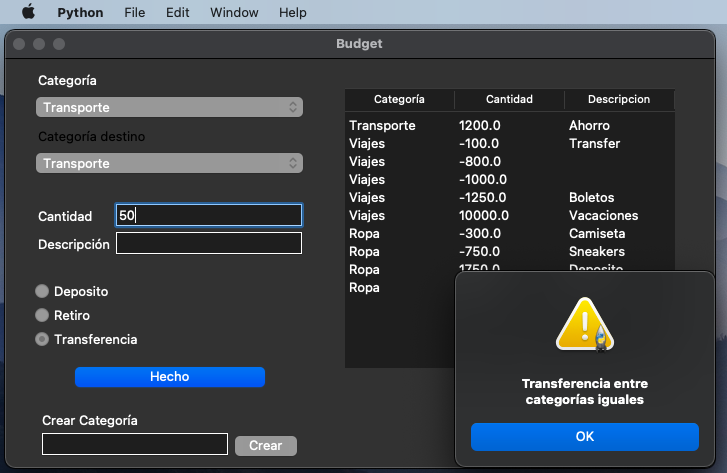 Python File Edit Window Help
Budget
Categoría
Transporte
Categoría destino
Transporte
Cantidad 50
Descripción
Deposito
Retiro
Transferencia
Hecho
Crear Categoría
Crear
Categoría Cantidad Descripcion
Transporte 1200.0 Ahorro
Viajes -100.0 Transfer
Viajes -800.0
Viajes -1000.0
Viajes -1250.0 Boletos
Viajes 10000.0 Vacaciones
Ropa -300.0 Camiseta
Ropa -750.0 Sneakers
Ropa 1750.0 Deposito
Ropa
Transferencia entre
categorías iguales
OK